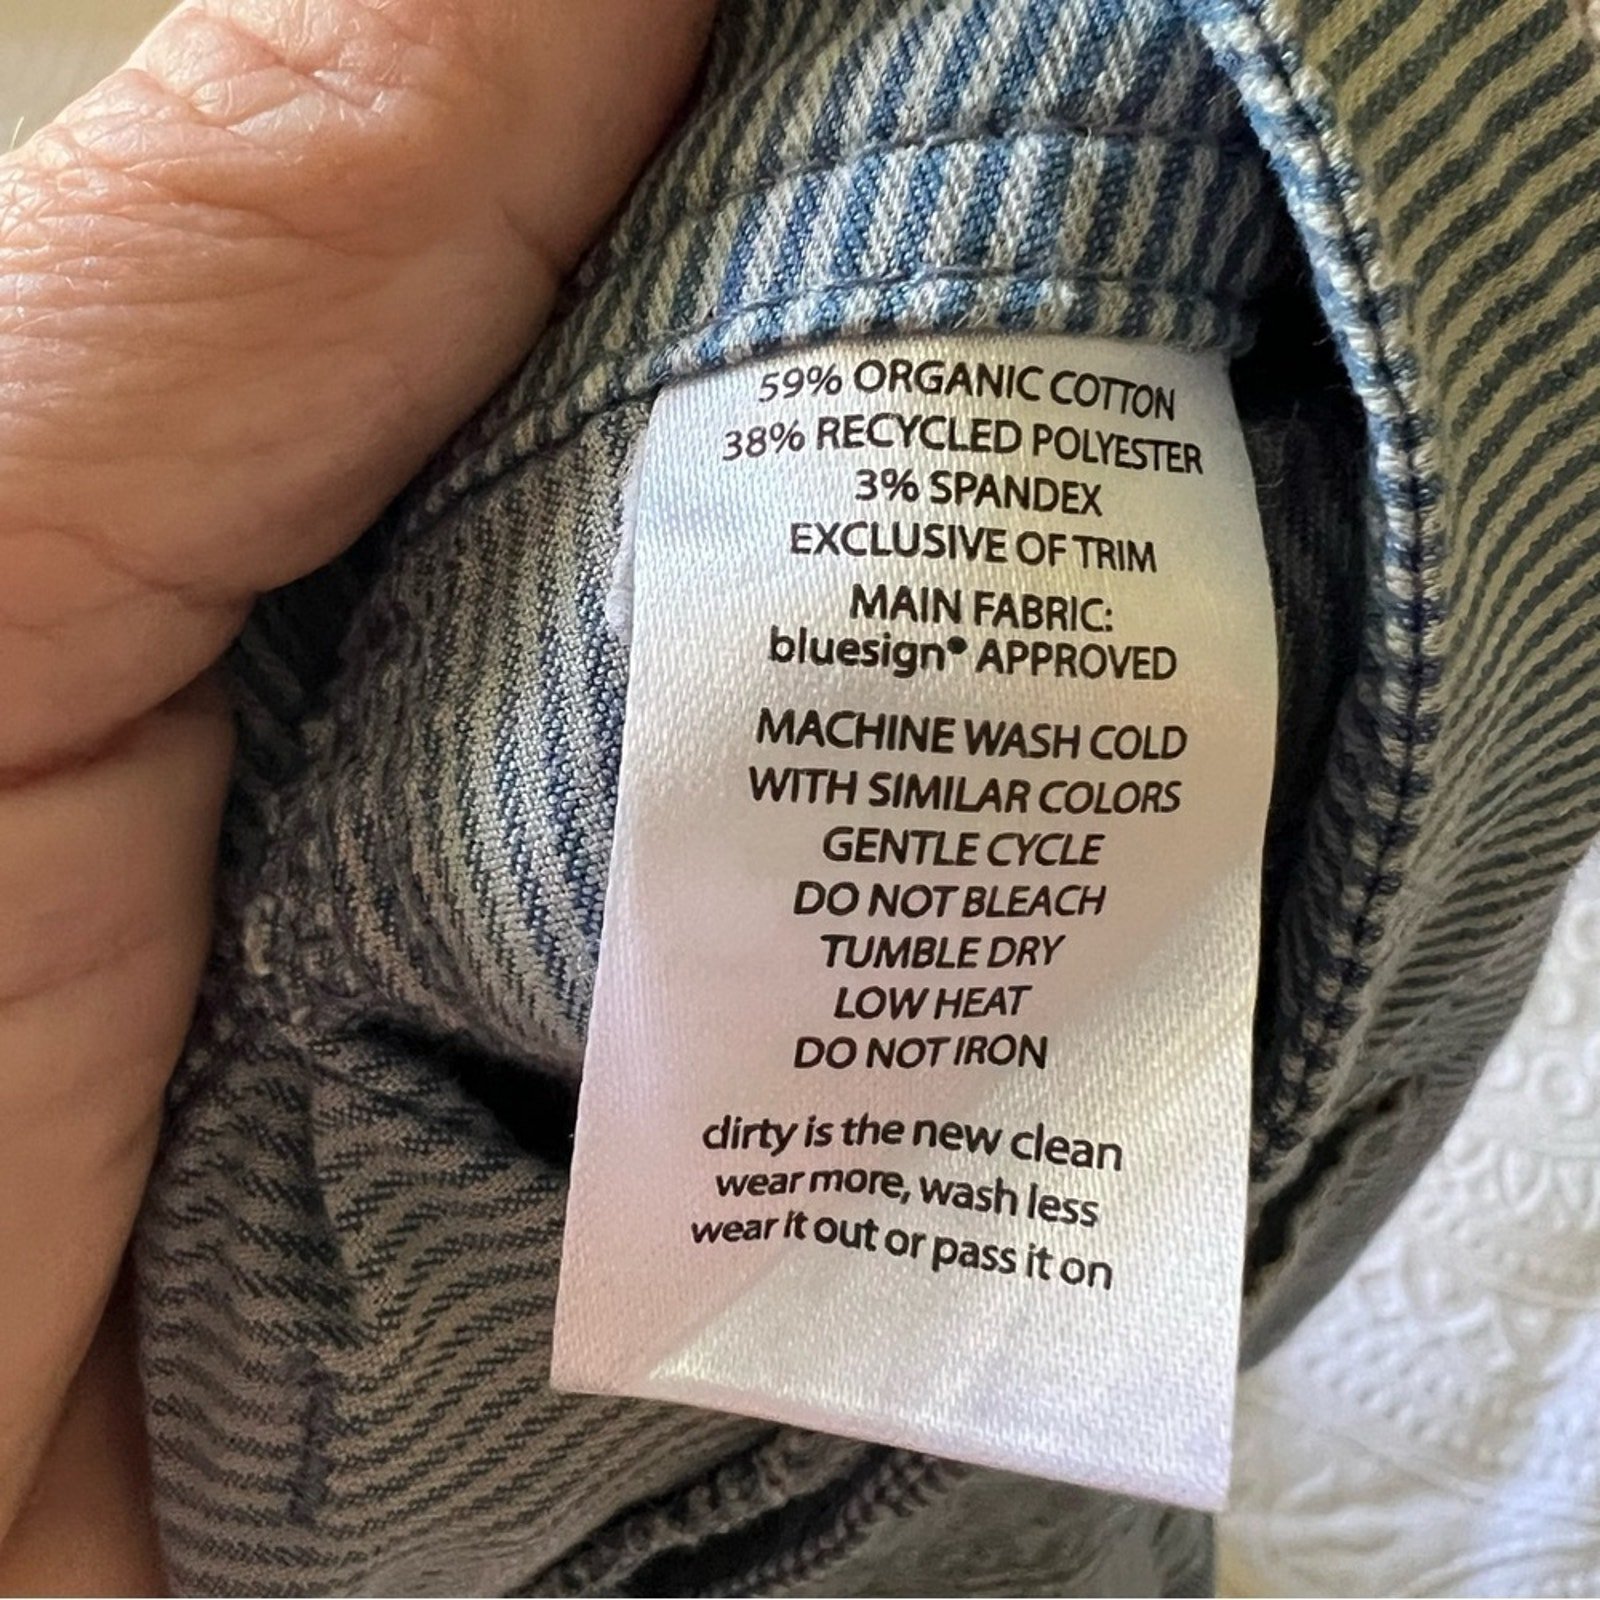 59% ORGANIC COTTON
38% RECYCLED POLYESTER
3% SPANDEX
EXCLUSIVE OF TRIM
MAIN FABRIC:
bluesign® APPROVED
MACHINE WASH COLD
WITH SIMILAR COLORS
GENTLE CYCLE
DO NOT BLEACH
TUMBLE DRY
LOW HEAT
DO NOT IRON
dirty is the new clean
wear more, wash less
wear it out or pass it on